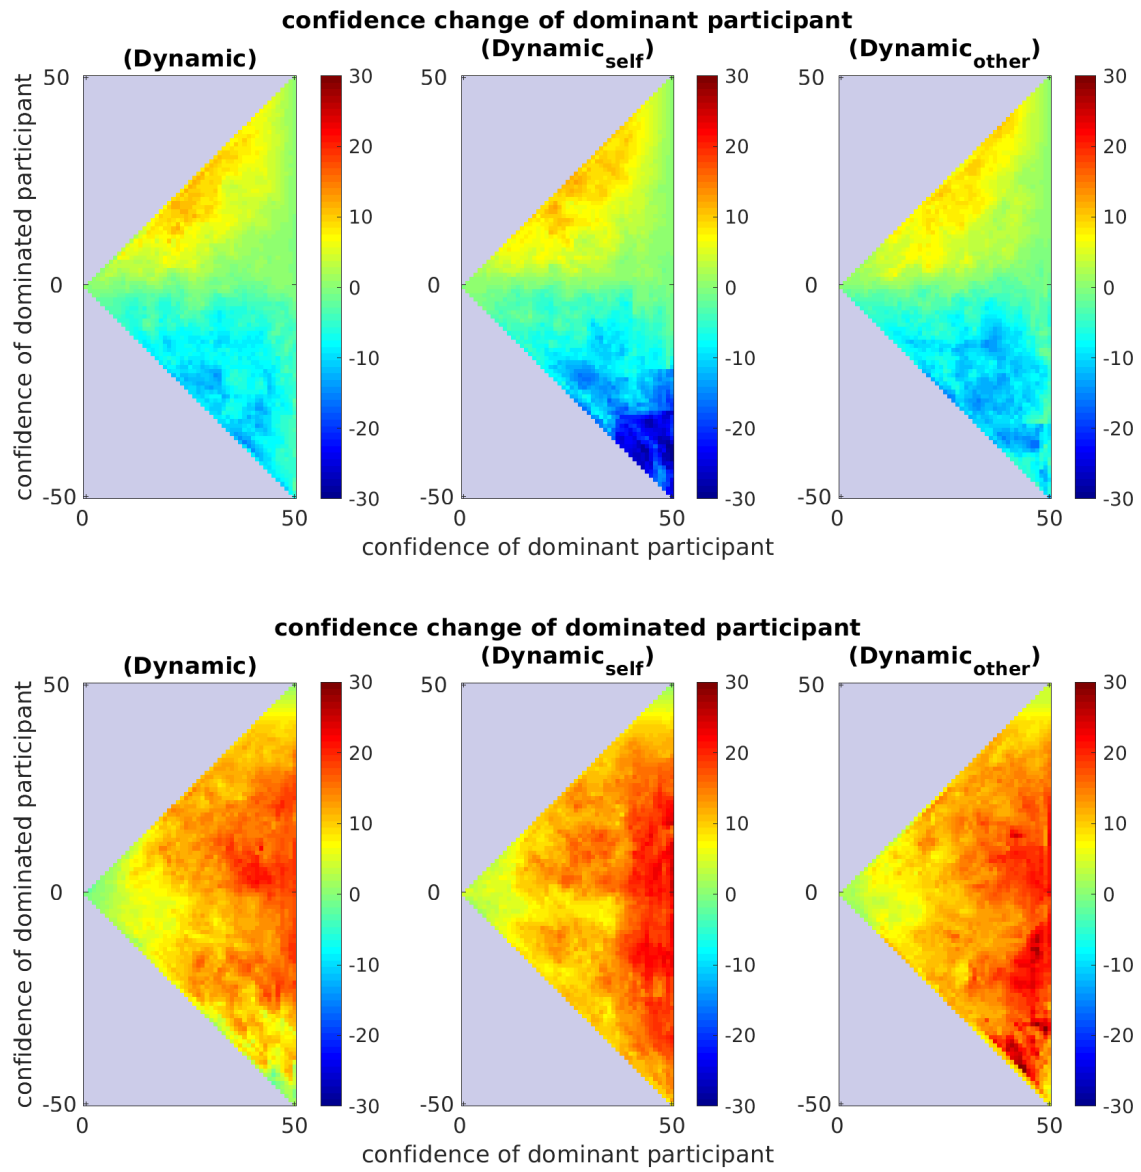 confidence change of dominant participant
(Dynamic) (Dynamic_self) (Dynamic_other)
confidence of dominated participant
50 30 50 30 50 30
20 20 20
10 10 10
0 0 0 0 0 0
-10 -10 -10
-20 -20 -20
-50 -30 -50 -30 -50 -30
0 50 0 50 0 50
confidence of dominant participant
confidence change of dominated participant
(Dynamic) (Dynamic_self) (Dynamic_other)
confidence of dominated participant
50 30 50 30 50 30
20 20 20
10 10 10
0 0 0 0 0 0
-10 -10 -10
-20 -20 -20
-50 -30 -50 -30 -50 -30
0 50 0 50 0 50
confidence of dominant participant